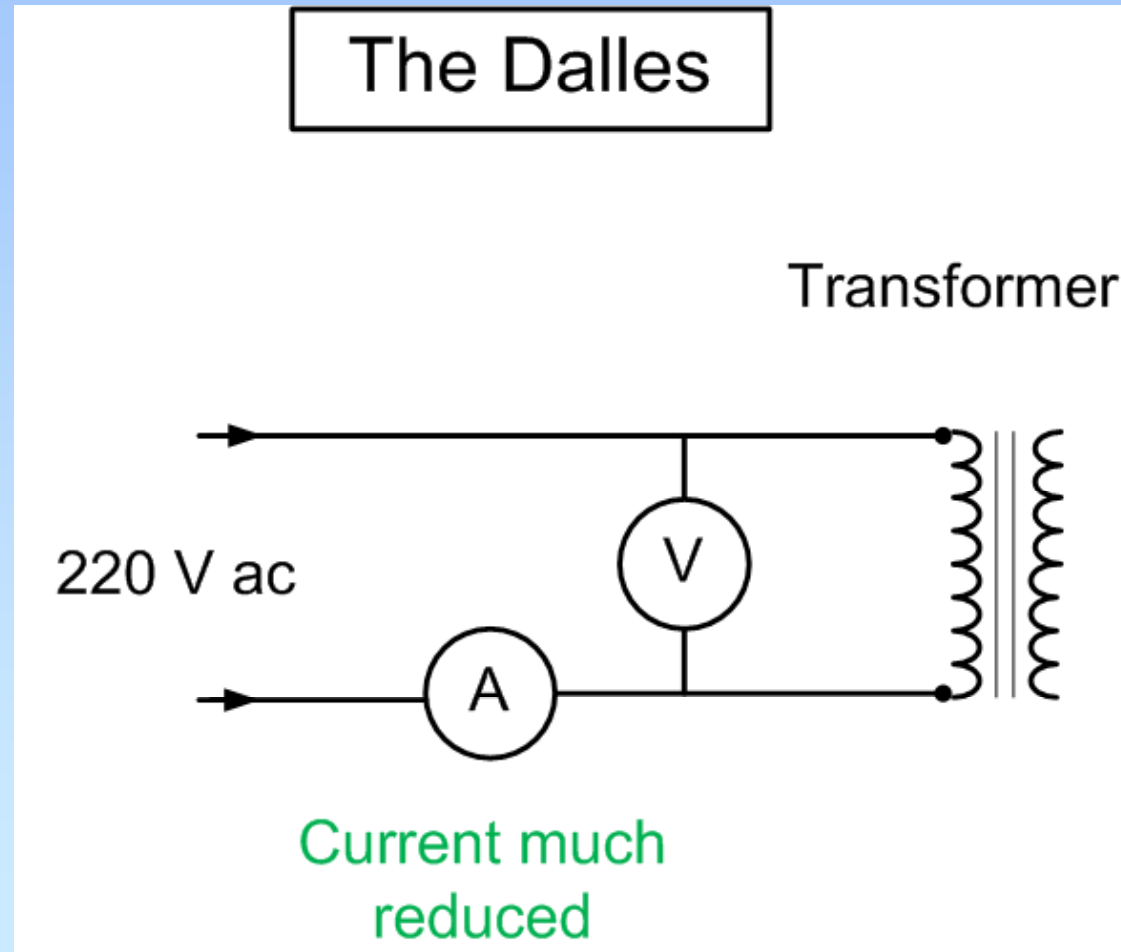 The Dalles
Transformer
220 V ac
V
A
Current much
reduced